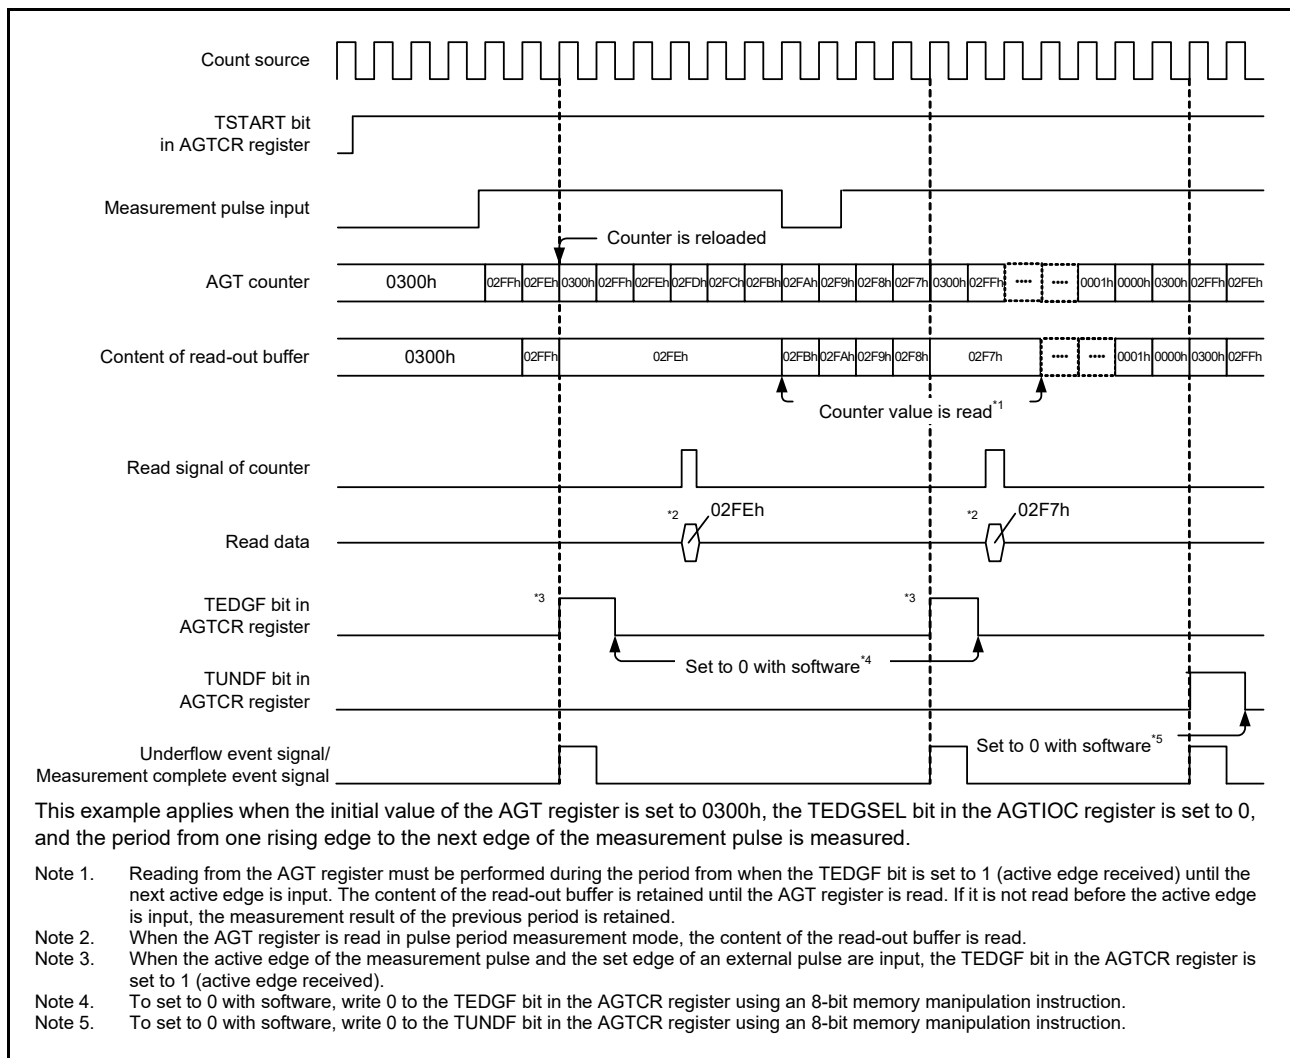 Count source
TSTART bit
in AGTCR register
Measurement pulse input
Counter is reloaded
AGT counter
0300h 02FFh 02FEh 0300h 02FFh 02FEh 02FDh 02FCh 02FBh 02FAh 02F9h 02F8h 02F7h 0300h 02FFh •••• •••• 0001h 0000h 0300h 02FFh 02FEh
Content of read-out buffer
0300h 02FFh 02FEh 02FBh 02FAh 02F9h 02F8h 02F7h •••• •••• 0001h 0000h 0300h 02FFh
Counter value is read*1
Read signal of counter
*2 02FEh *2 02F7h
Read data
*3 *3
TEDGF bit in
AGTCR register
Set to 0 with software*4
TUNDF bit in
AGTCR register
Set to 0 with software*5
Underflow event signal/
Measurement complete event signal
This example applies when the initial value of the AGT register is set to 0300h, the TEDGSEL bit in the AGTIOC register is set to 0,
and the period from one rising edge to the next edge of the measurement pulse is measured.
Note 1. Reading from the AGT register must be performed during the period from when the TEDGF bit is set to 1 (active edge received) until the
next active edge is input. The content of the read-out buffer is retained until the AGT register is read. If it is not read before the active edge
is input, the measurement result of the previous period is retained.
Note 2. When the AGT register is read in pulse period measurement mode, the content of the read-out buffer is read.
Note 3. When the active edge of the measurement pulse and the set edge of an external pulse are input, the TEDGF bit in the AGTCR register is
set to 1 (active edge received).
Note 4. To set to 0 with software, write 0 to the TEDGF bit in the AGTCR register using an 8-bit memory manipulation instruction.
Note 5. To set to 0 with software, write 0 to the TUNDF bit in the AGTCR register using an 8-bit memory manipulation instruction.